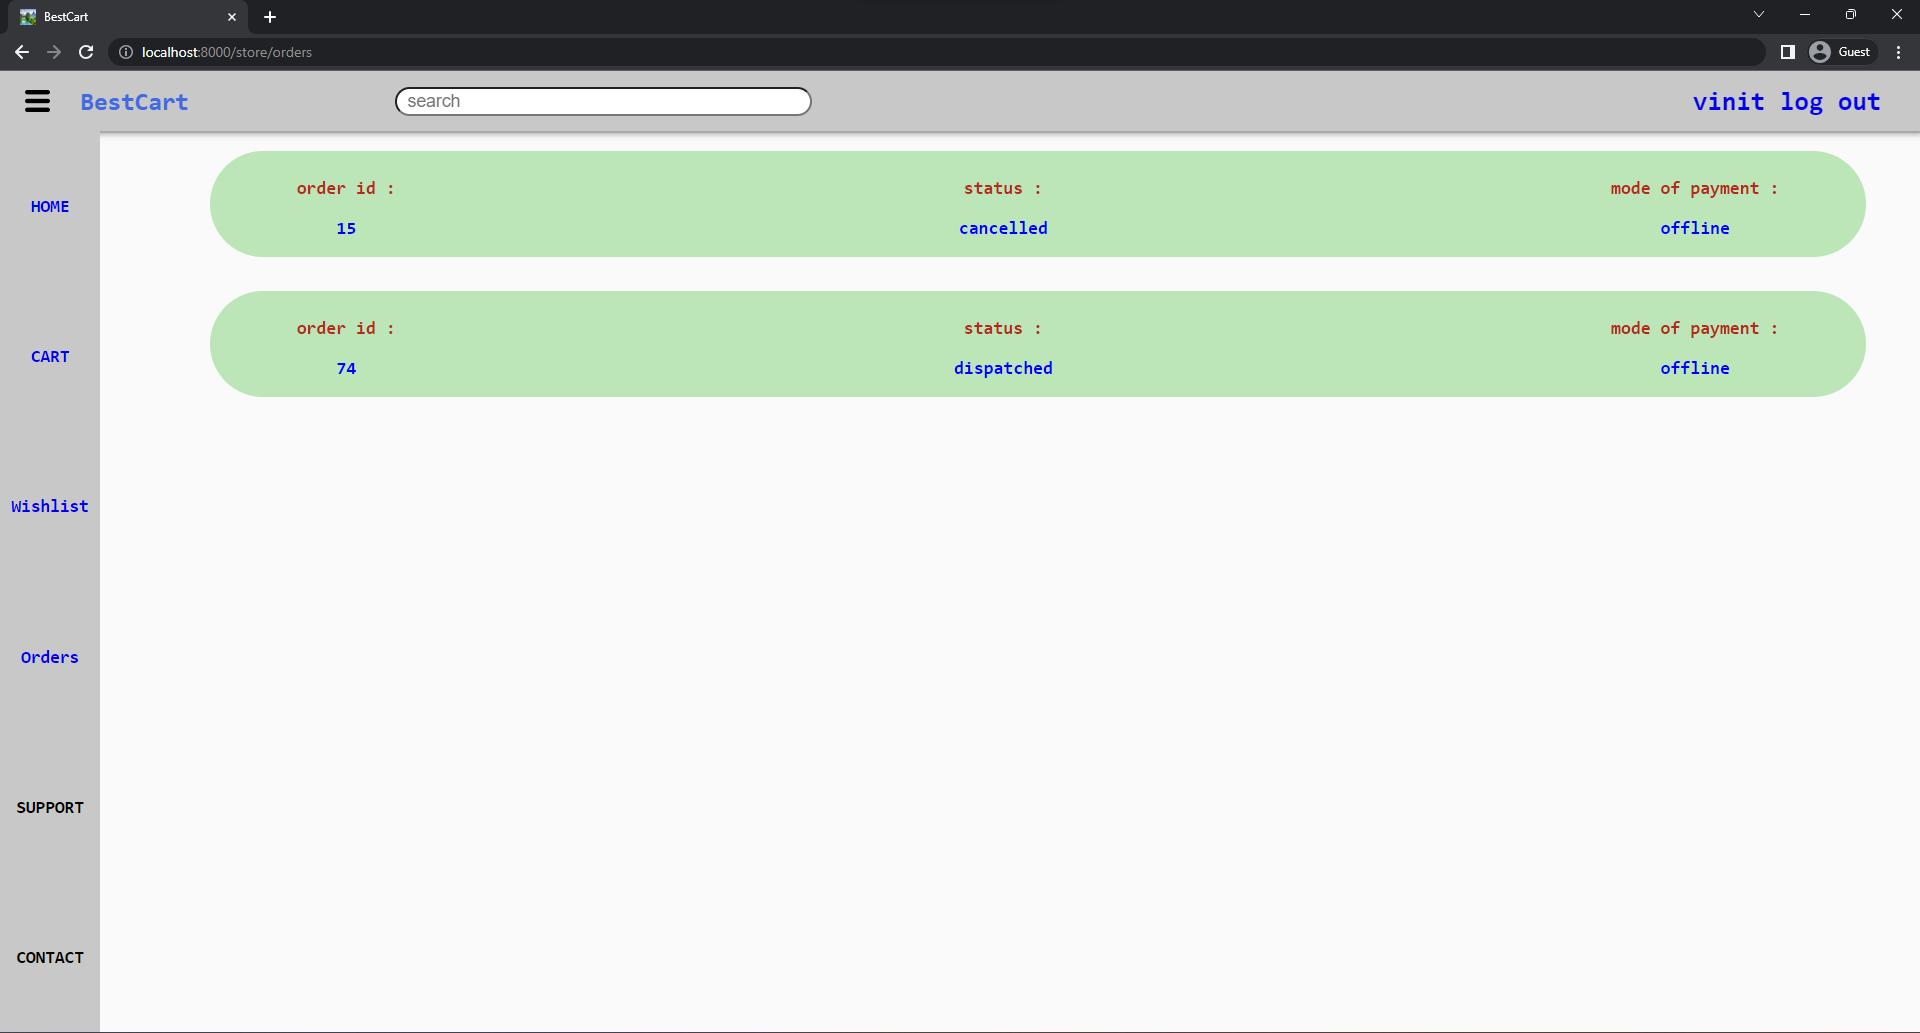 BestCart
localhost:8000/store/orders
Guest
BestCart
search
vinit log out
HOME
CART
Wishlist
Orders
SUPPORT
CONTACT
order id :
15
status :
cancelled
mode of payment :
offline
order id :
74
status :
dispatched
mode of payment :
offline